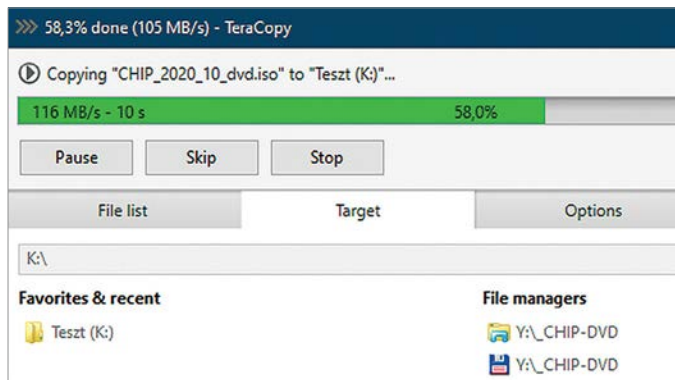 58,3% done (105 MB/s) - TeraCopy
Copying "CHIP_2020_10_dvd.iso" to "Teszt (K:)"...
116 MB/s - 10 s 58,0%
Pause Skip Stop
File list Target Options
K:\
Favorites & recent File managers
Teszt (K:) Y:\_CHIP-DVD
Y:\_CHIP-DVD